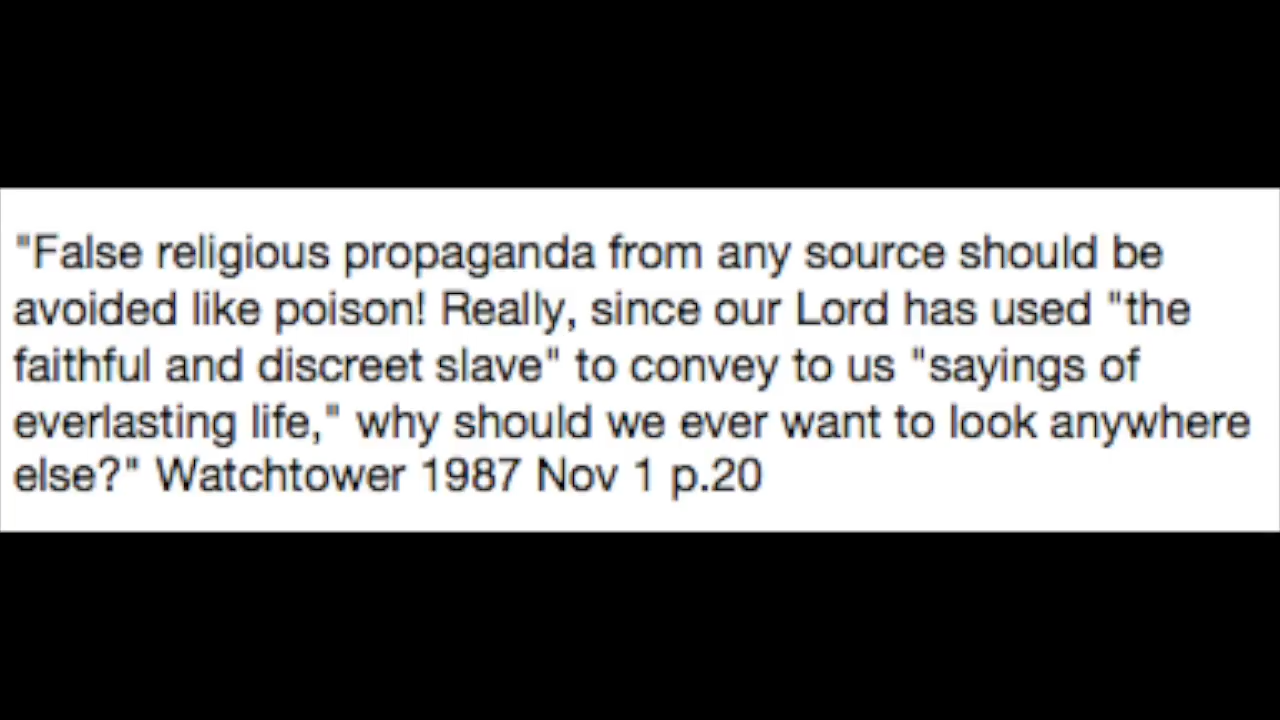 "False religious propaganda from any source should be
avoided like poison! Really, since our Lord has used "the
faithful and discreet slave" to convey to us "sayings of
everlasting life," why should we ever want to look anywhere
else?" Watchtower 1987 Nov 1 p.20